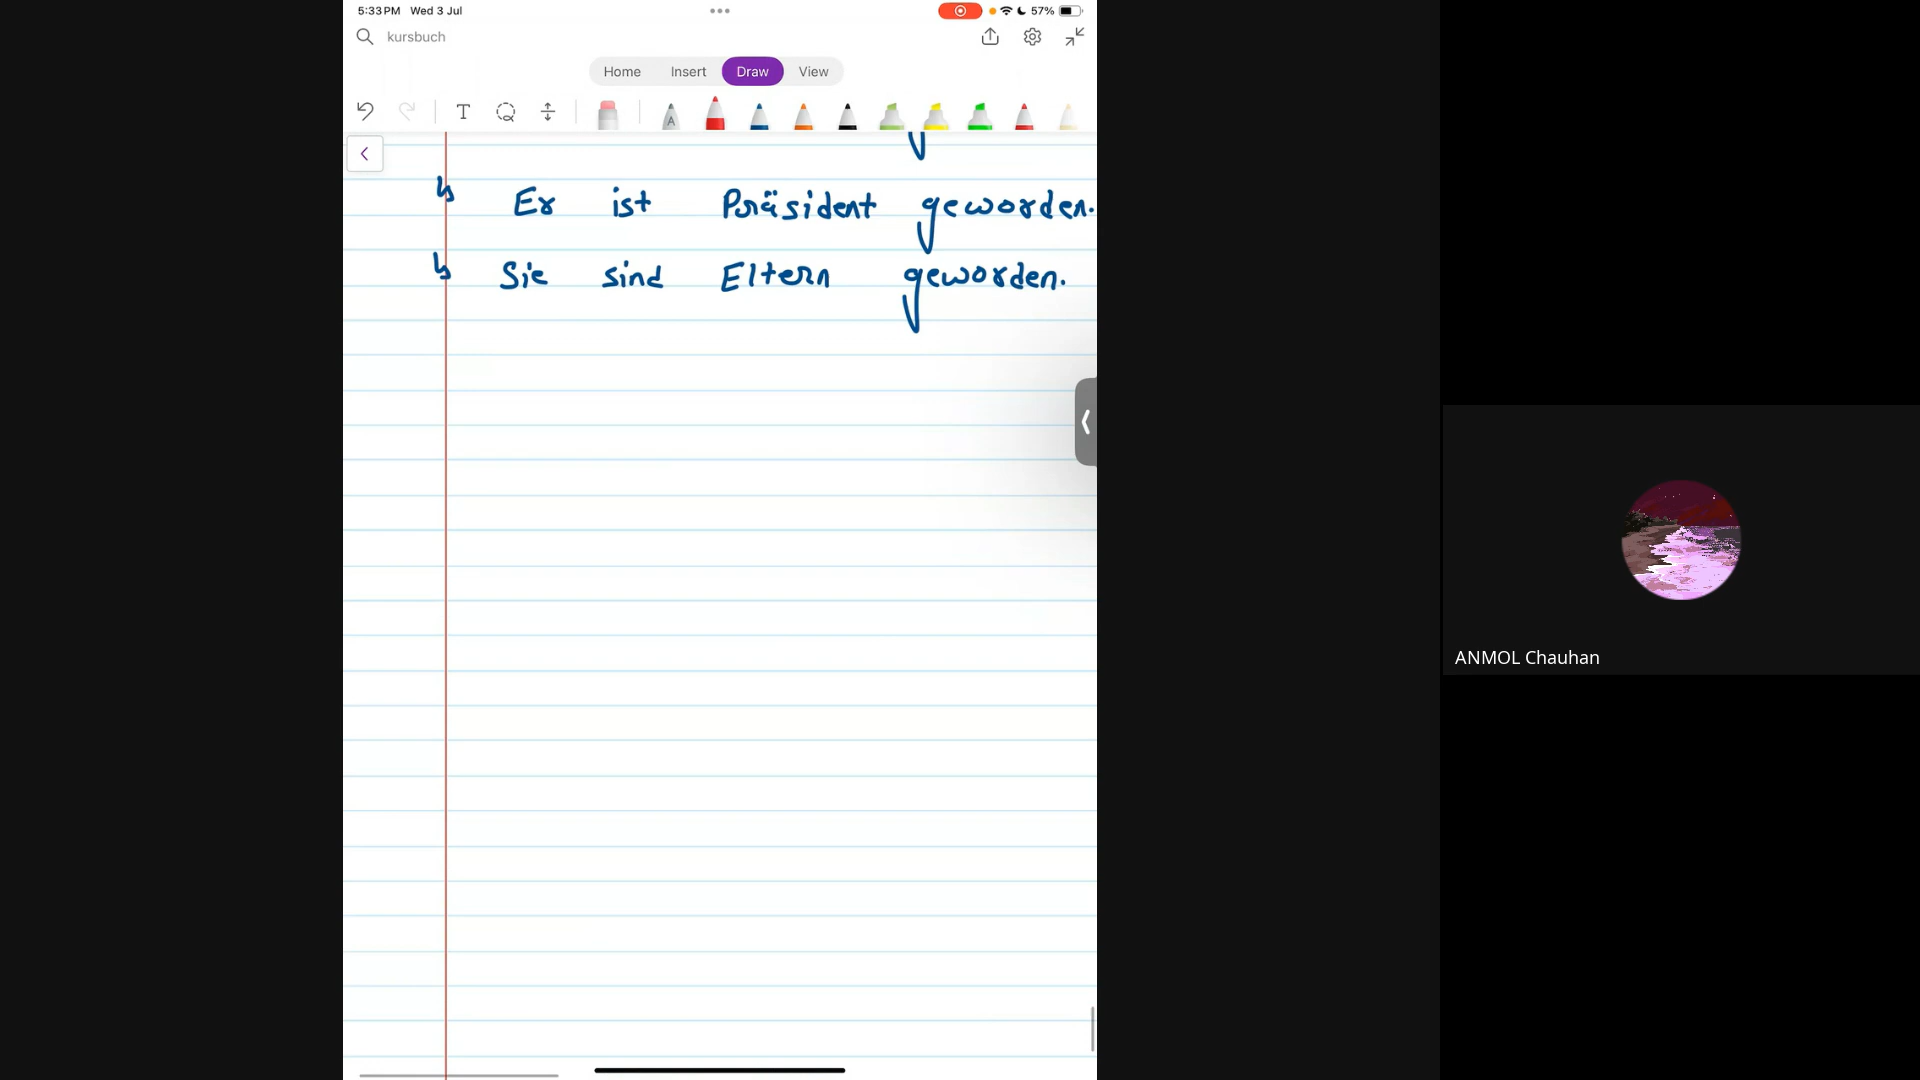 5:33 PM Wed 3 Jul
57%
kursbuch
Home Insert Draw View
T
A
↳ Er ist Präsident geworden.
↳ Sie sind Eltern geworden.
ANMOL Chauhan